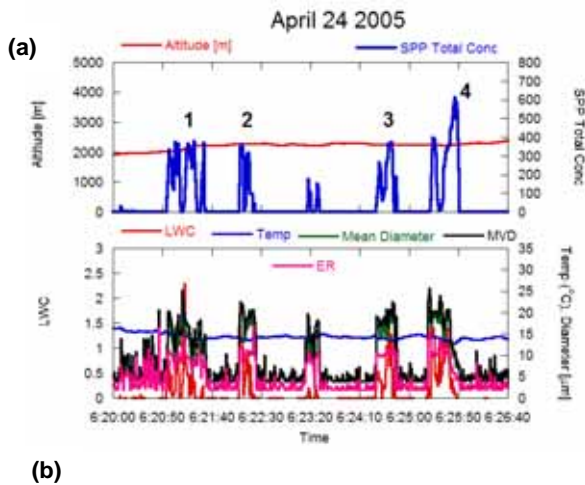 April 24 2005
(a)
Altitude [m] SPP Total Conc
5000 800
4000 700
3000 600
2000 500
1000 400
0 300
200
100
0
Altitude [m]
SPP Total Conc
1 2 3 4
LWC Temp Mean Diameter MVD
ER
3 35
2.5 30
2 25
1.5 20
1 15
0.5 10
0 5
0
LWC
Temp (°C), Diameter [µm]
6:20:00 6:20:50 6:21:40 6:22:30 6:23:20 6:24:10 6:25:00 6:25:50 6:26:40
Time
(b)